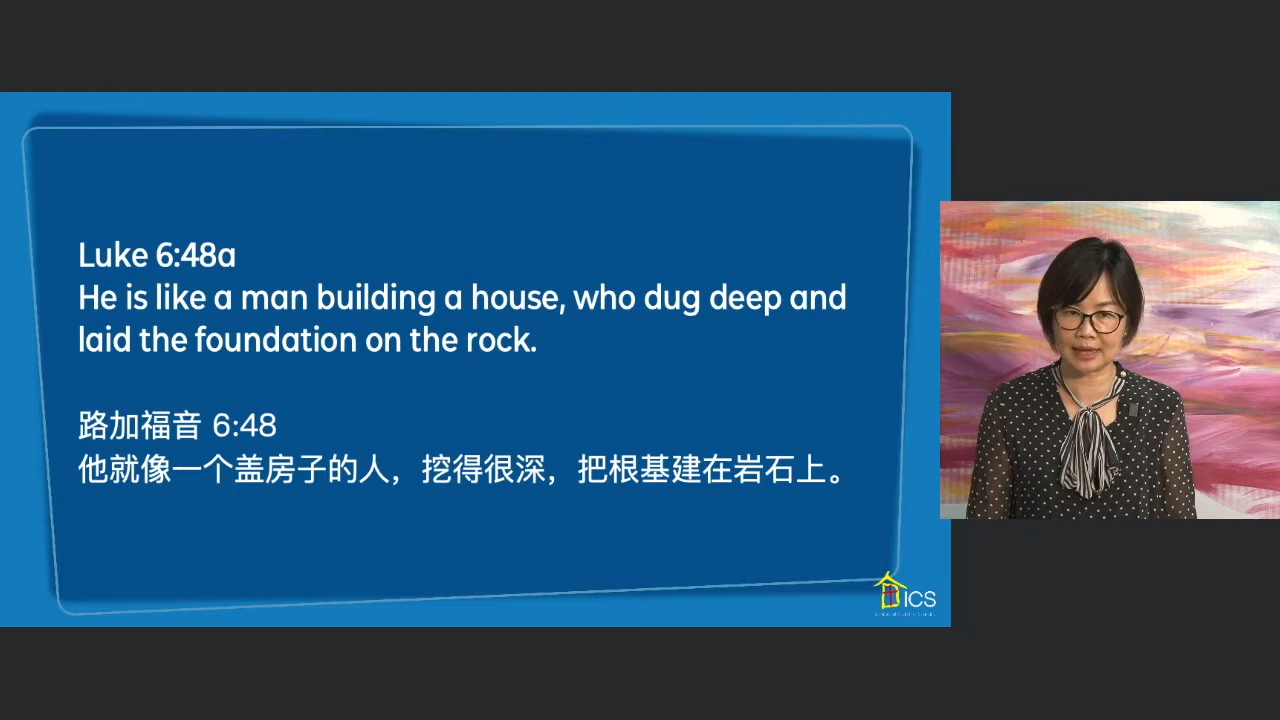 Luke 6:48a
He is like a man building a house, who dug deep and
laid the foundation on the rock.
路加福音 6:48
他就像一个盖房子的人，挖得很深，把根基建在岩石上。
ICS